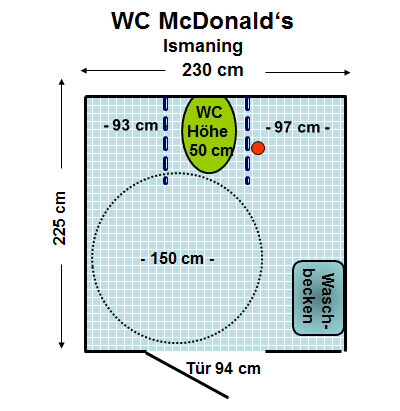 WC McDonald‘s
Ismaning
230 cm
- 93 cm -
WC
Höhe
50 cm
- 97 cm -
225 cm
- 150 cm -
Wasch-
becken
Tür 94 cm